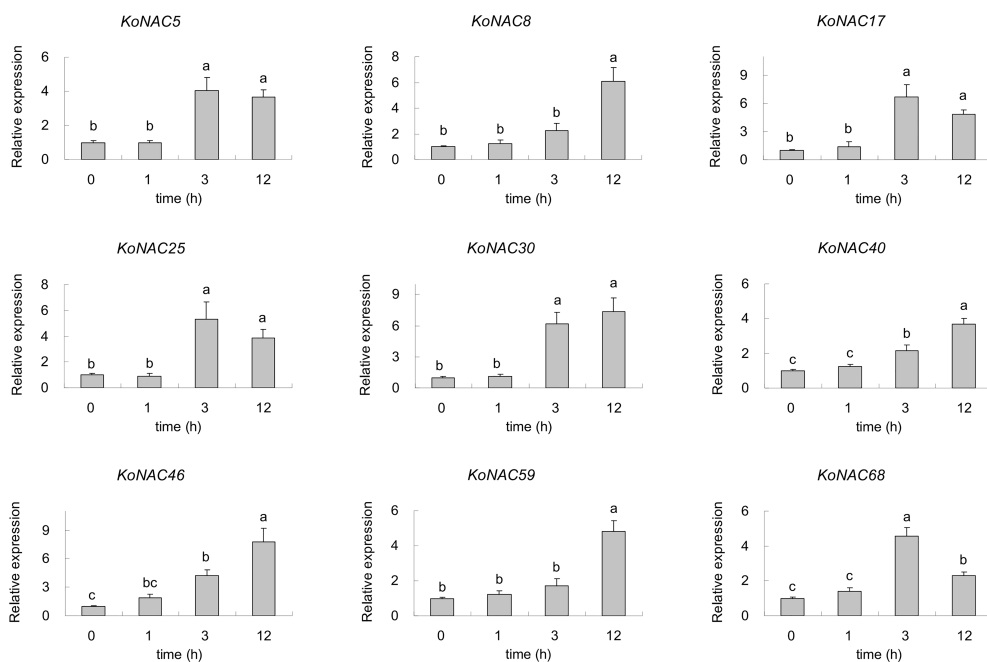 KoNAC5
Relative expression
6
4
2
0
b
b
a
a
0 1 3 12
time (h)
KoNAC8
Relative expression
8
6
4
2
0
b
b
b
a
0 1 3 12
time (h)
KoNAC17
Relative expression
9
6
3
0
b
b
a
a
0 1 3 12
time (h)
KoNAC25
Relative expression
8
6
4
2
0
b
b
a
a
0 1 3 12
time (h)
KoNAC30
Relative expression
9
6
3
0
b
b
a
a
0 1 3 12
time (h)
KoNAC40
Relative expression
6
4
2
0
c
c
b
a
0 1 3 12
time (h)
KoNAC46
Relative expression
9
6
3
0
c
bc
b
a
0 1 3 12
time (h)
KoNAC59
Relative expression
6
4
2
0
b
b
b
a
0 1 3 12
time (h)
KoNAC68
Relative expression
6
4
2
0
c
c
a
b
0 1 3 12
time (h)